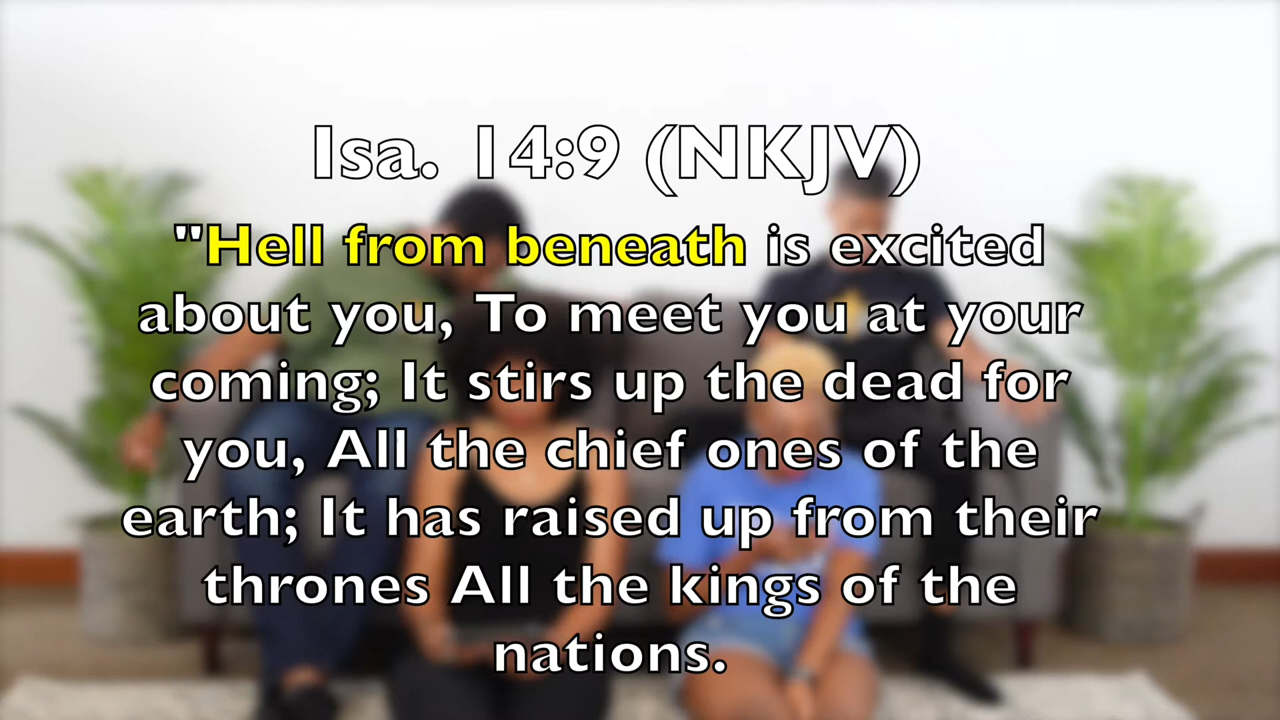 Isa. 14:9 (NKJV)
"Hell from beneath is excited
about you, To meet you at your
coming; It stirs up the dead for
you, All the chief ones of the
earth; It has raised up from their
thrones All the kings of the
nations.